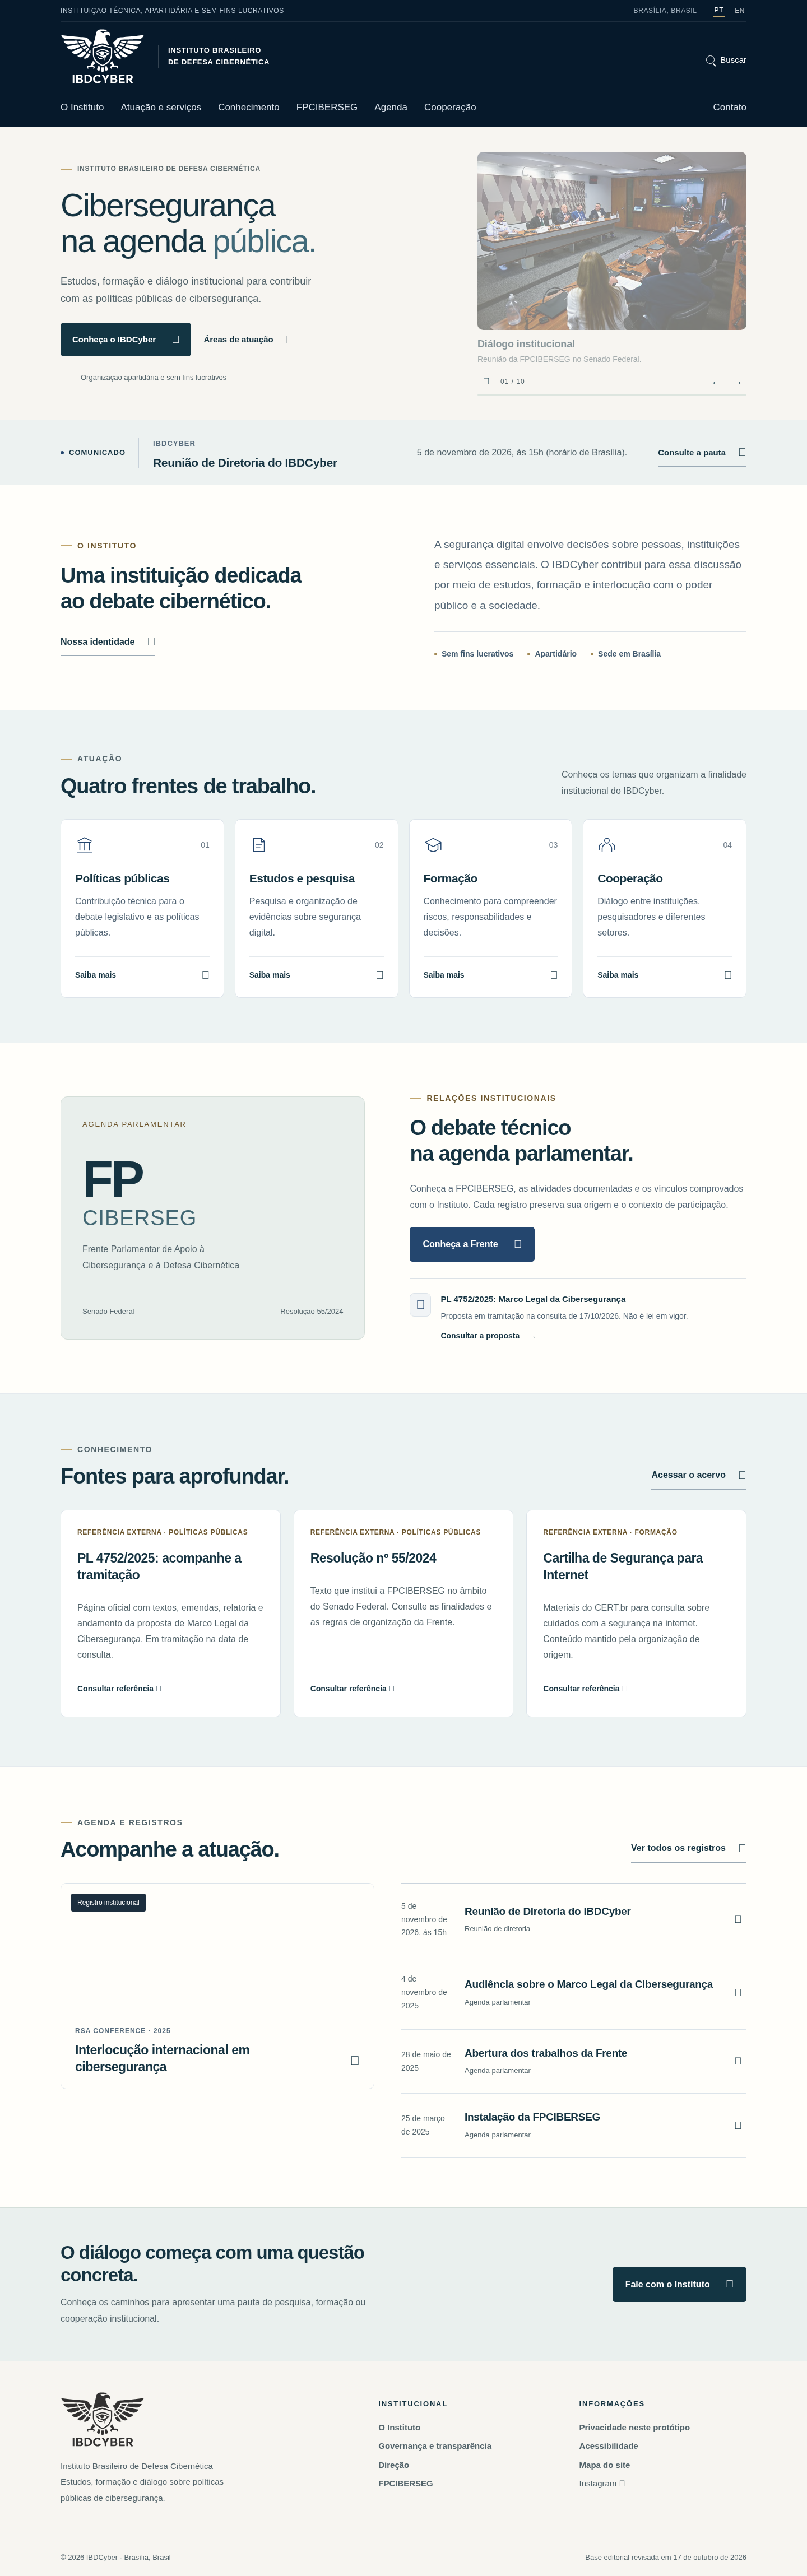 INSTITUIÇÃO TÉCNICA, APARTIDÁRIA E SEM FINS LUCRATIVOS
BRASÍLIA, BRASIL PT EN
IBDCYBER
INSTITUTO BRASILEIRO
DE DEFESA CIBERNÉTICA
Buscar
O Instituto Atuação e serviços Conhecimento FPCIBERSEG Agenda Cooperação Contato
INSTITUTO BRASILEIRO DE DEFESA CIBERNÉTICA
Cibersegurança
na agenda pública.
Estudos, formação e diálogo institucional para contribuir
com as políticas públicas de cibersegurança.
Conheça o IBDCyber
Áreas de atuação
Organização apartidária e sem fins lucrativos
Diálogo institucional
Reunião da FPCIBERSEG no Senado Federal.
01 / 10 ← →
COMUNICADO
IBDCYBER
Reunião de Diretoria do IBDCyber
5 de novembro de 2026, às 15h (horário de Brasília).
Consulte a pauta
O INSTITUTO
Uma instituição dedicada
ao debate cibernético.
Nossa identidade
A segurança digital envolve decisões sobre pessoas, instituições
e serviços essenciais. O IBDCyber contribui para essa discussão
por meio de estudos, formação e interlocução com o poder
público e a sociedade.
Sem fins lucrativos Apartidário Sede em Brasília
ATUAÇÃO
Quatro frentes de trabalho.
Conheça os temas que organizam a finalidade
institucional do IBDCyber.
01
Políticas públicas
Contribuição técnica para o
debate legislativo e as políticas
públicas.
Saiba mais
02
Estudos e pesquisa
Pesquisa e organização de
evidências sobre segurança
digital.
Saiba mais
03
Formação
Conhecimento para compreender
riscos, responsabilidades e
decisões.
Saiba mais
04
Cooperação
Diálogo entre instituições,
pesquisadores e diferentes
setores.
Saiba mais
AGENDA PARLAMENTAR
FP
CIBERSEG
Frente Parlamentar de Apoio à
Cibersegurança e à Defesa Cibernética
Senado Federal Resolução 55/2024
RELAÇÕES INSTITUCIONAIS
O debate técnico
na agenda parlamentar.
Conheça a FPCIBERSEG, as atividades documentadas e os vínculos comprovados
com o Instituto. Cada registro preserva sua origem e o contexto de participação.
Conheça a Frente
PL 4752/2025: Marco Legal da Cibersegurança
Proposta em tramitação na consulta de 17/10/2026. Não é lei em vigor.
Consultar a proposta →
CONHECIMENTO
Fontes para aprofundar.
Acessar o acervo
REFERÊNCIA EXTERNA · POLÍTICAS PÚBLICAS
PL 4752/2025: acompanhe a
tramitação
Página oficial com textos, emendas, relatoria e
andamento da proposta de Marco Legal da
Cibersegurança. Em tramitação na data de
consulta.
Consultar referência
REFERÊNCIA EXTERNA · POLÍTICAS PÚBLICAS
Resolução nº 55/2024
Texto que institui a FPCIBERSEG no âmbito
do Senado Federal. Consulte as finalidades e
as regras de organização da Frente.
Consultar referência
REFERÊNCIA EXTERNA · FORMAÇÃO
Cartilha de Segurança para
Internet
Materiais do CERT.br para consulta sobre
cuidados com a segurança na internet.
Conteúdo mantido pela organização de
origem.
Consultar referência
AGENDA E REGISTROS
Acompanhe a atuação.
Ver todos os registros
Registro institucional
RSA CONFERENCE · 2025
Interlocução internacional em
cibersegurança
5 de
novembro de
2026, às 15h
Reunião de Diretoria do IBDCyber
Reunião de diretoria
4 de
novembro de
2025
Audiência sobre o Marco Legal da Cibersegurança
Agenda parlamentar
28 de maio de
2025
Abertura dos trabalhos da Frente
Agenda parlamentar
25 de março
de 2025
Instalação da FPCIBERSEG
Agenda parlamentar
O diálogo começa com uma questão
concreta.
Conheça os caminhos para apresentar uma pauta de pesquisa, formação ou
cooperação institucional.
Fale com o Instituto
IBDCYBER
Instituto Brasileiro de Defesa Cibernética
Estudos, formação e diálogo sobre políticas
públicas de cibersegurança.
INSTITUCIONAL
O Instituto
Governança e transparência
Direção
FPCIBERSEG
INFORMAÇÕES
Privacidade neste protótipo
Acessibilidade
Mapa do site
Instagram
© 2026 IBDCyber · Brasília, Brasil
Base editorial revisada em 17 de outubro de 2026